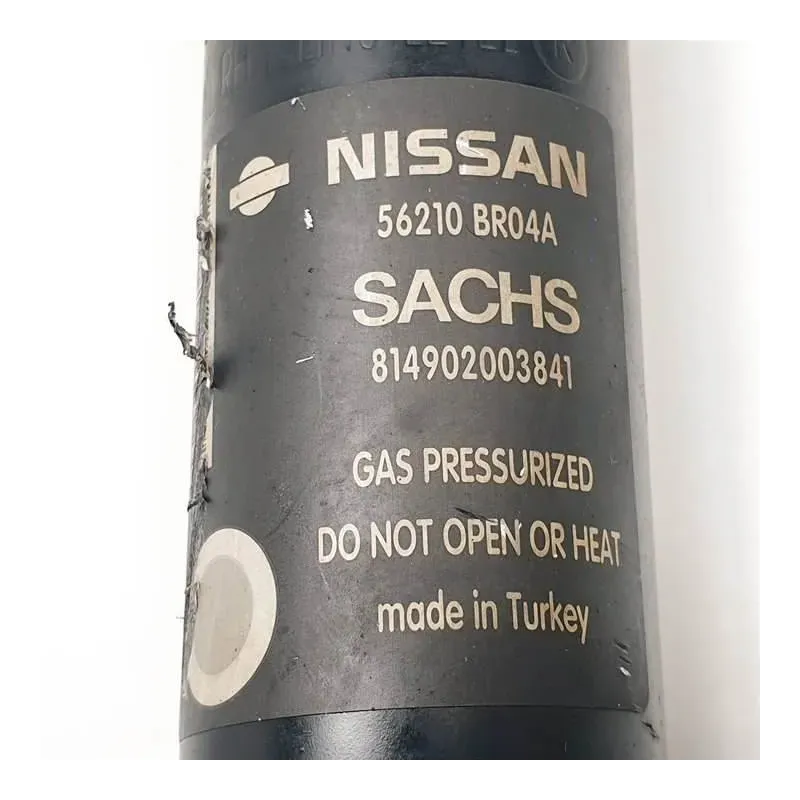 NISSAN
56210 BR04A
SACHS
814902003841
GAS PRESSURIZED
DO NOT OPEN OR HEAT
made in Turkey